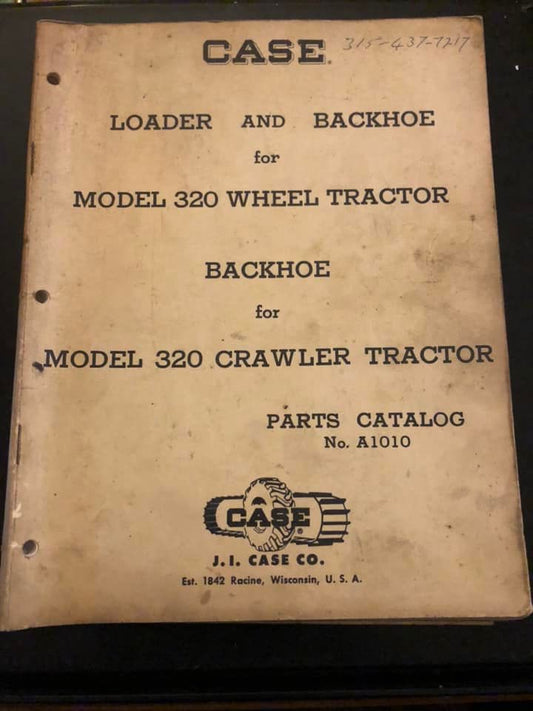 CASE®
315-437-7217
LOADER AND BACKHOE
for
MODEL 320 WHEEL TRACTOR
BACKHOE
for
MODEL 320 CRAWLER TRACTOR
PARTS CATALOG
No. A1010
CASE®
J. I. CASE CO.
Est. 1842 Racine, Wisconsin, U. S. A.